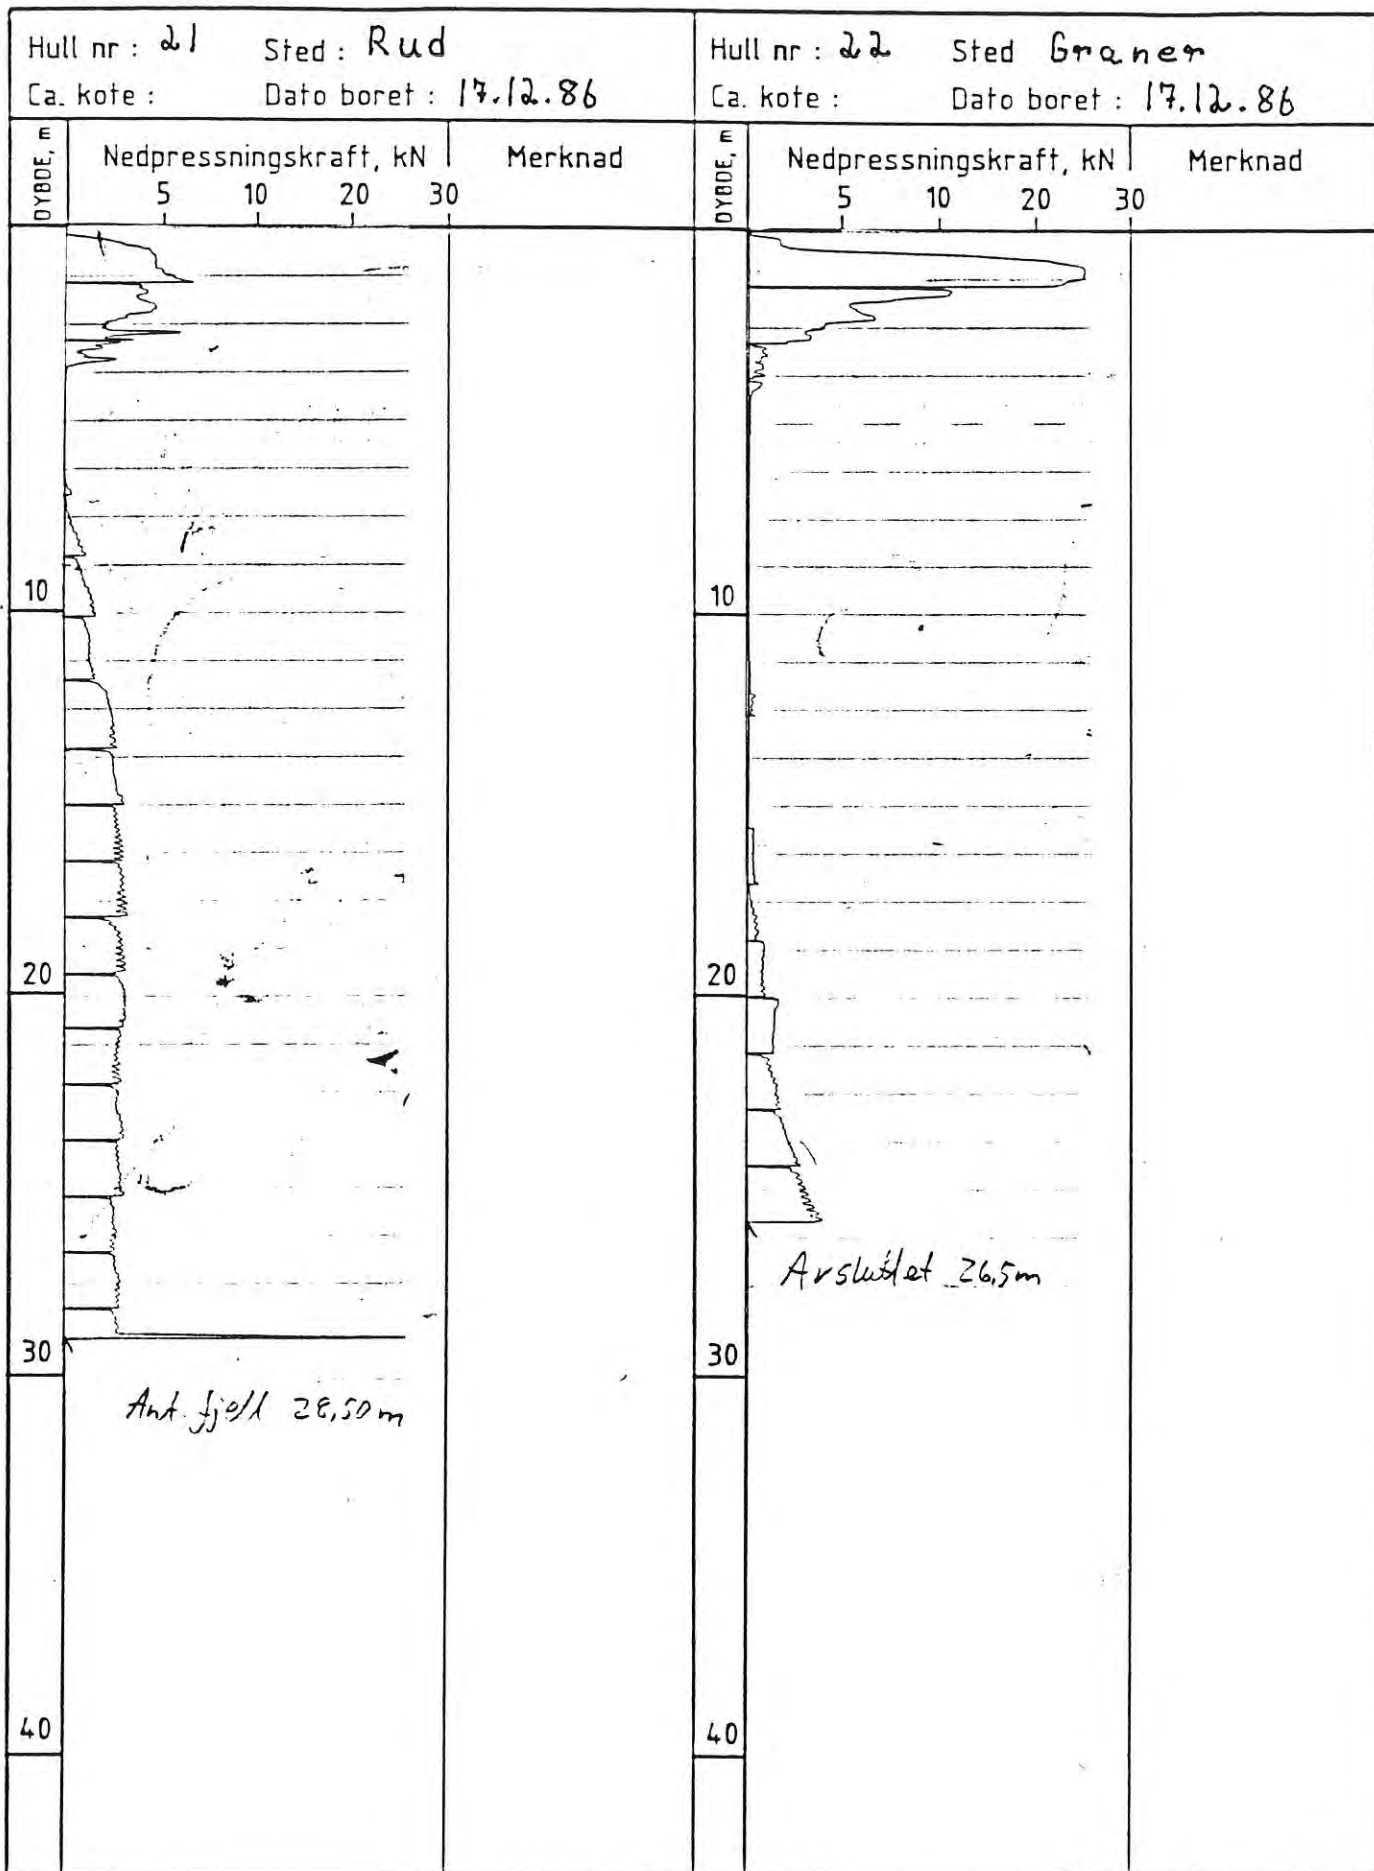 Hull nr : 21 Sted : Rud
Ca. kote : Dato boret : 17.12.86
DYBDE, m
Nedpressningskraft, kN Merknad
5 10 20 30
10
20
30
Ant. fjell 28,50 m
40
Hull nr : 22 Sted Graner
Ca. kote : Dato boret : 17.12.86
DYBDE, m
Nedpressningskraft, kN Merknad
5 10 20 30
10
20
Avsluttet 26,5m
30
40